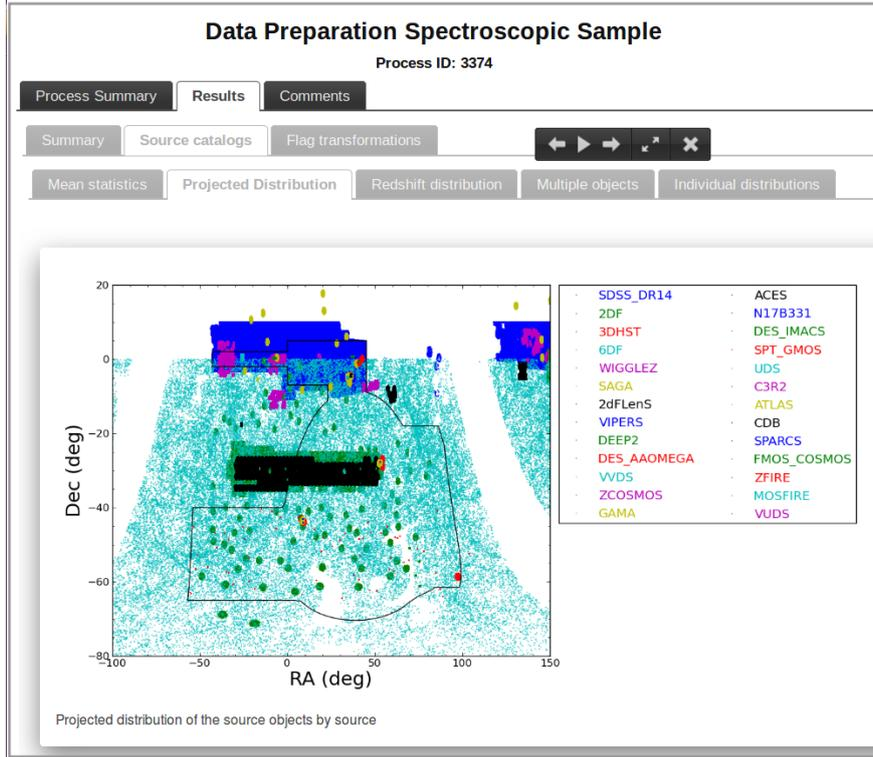 Data Preparation Spectroscopic Sample
Process ID: 3374
Process Summary Results Comments
Summary Source catalogs Flag transformations
Mean statistics Projected Distribution Redshift distribution Multiple objects Individual distributions
20
0
−20
−40
−60
−80
Dec (deg)
−100 −50 0 50 100 150
RA (deg)
SDSS_DR14 ACES
2DF N17B331
3DHST DES_IMACS
6DF SPT_GMOS
WIGGLEZ UDS
SAGA C3R2
2dFLenS ATLAS
VIPERS CDB
DEEP2 SPARCS
DES_AAOMEGA FMOS_COSMOS
VVDS ZFIRE
ZCOSMOS MOSFIRE
GAMA VUDS
Projected distribution of the source objects by source